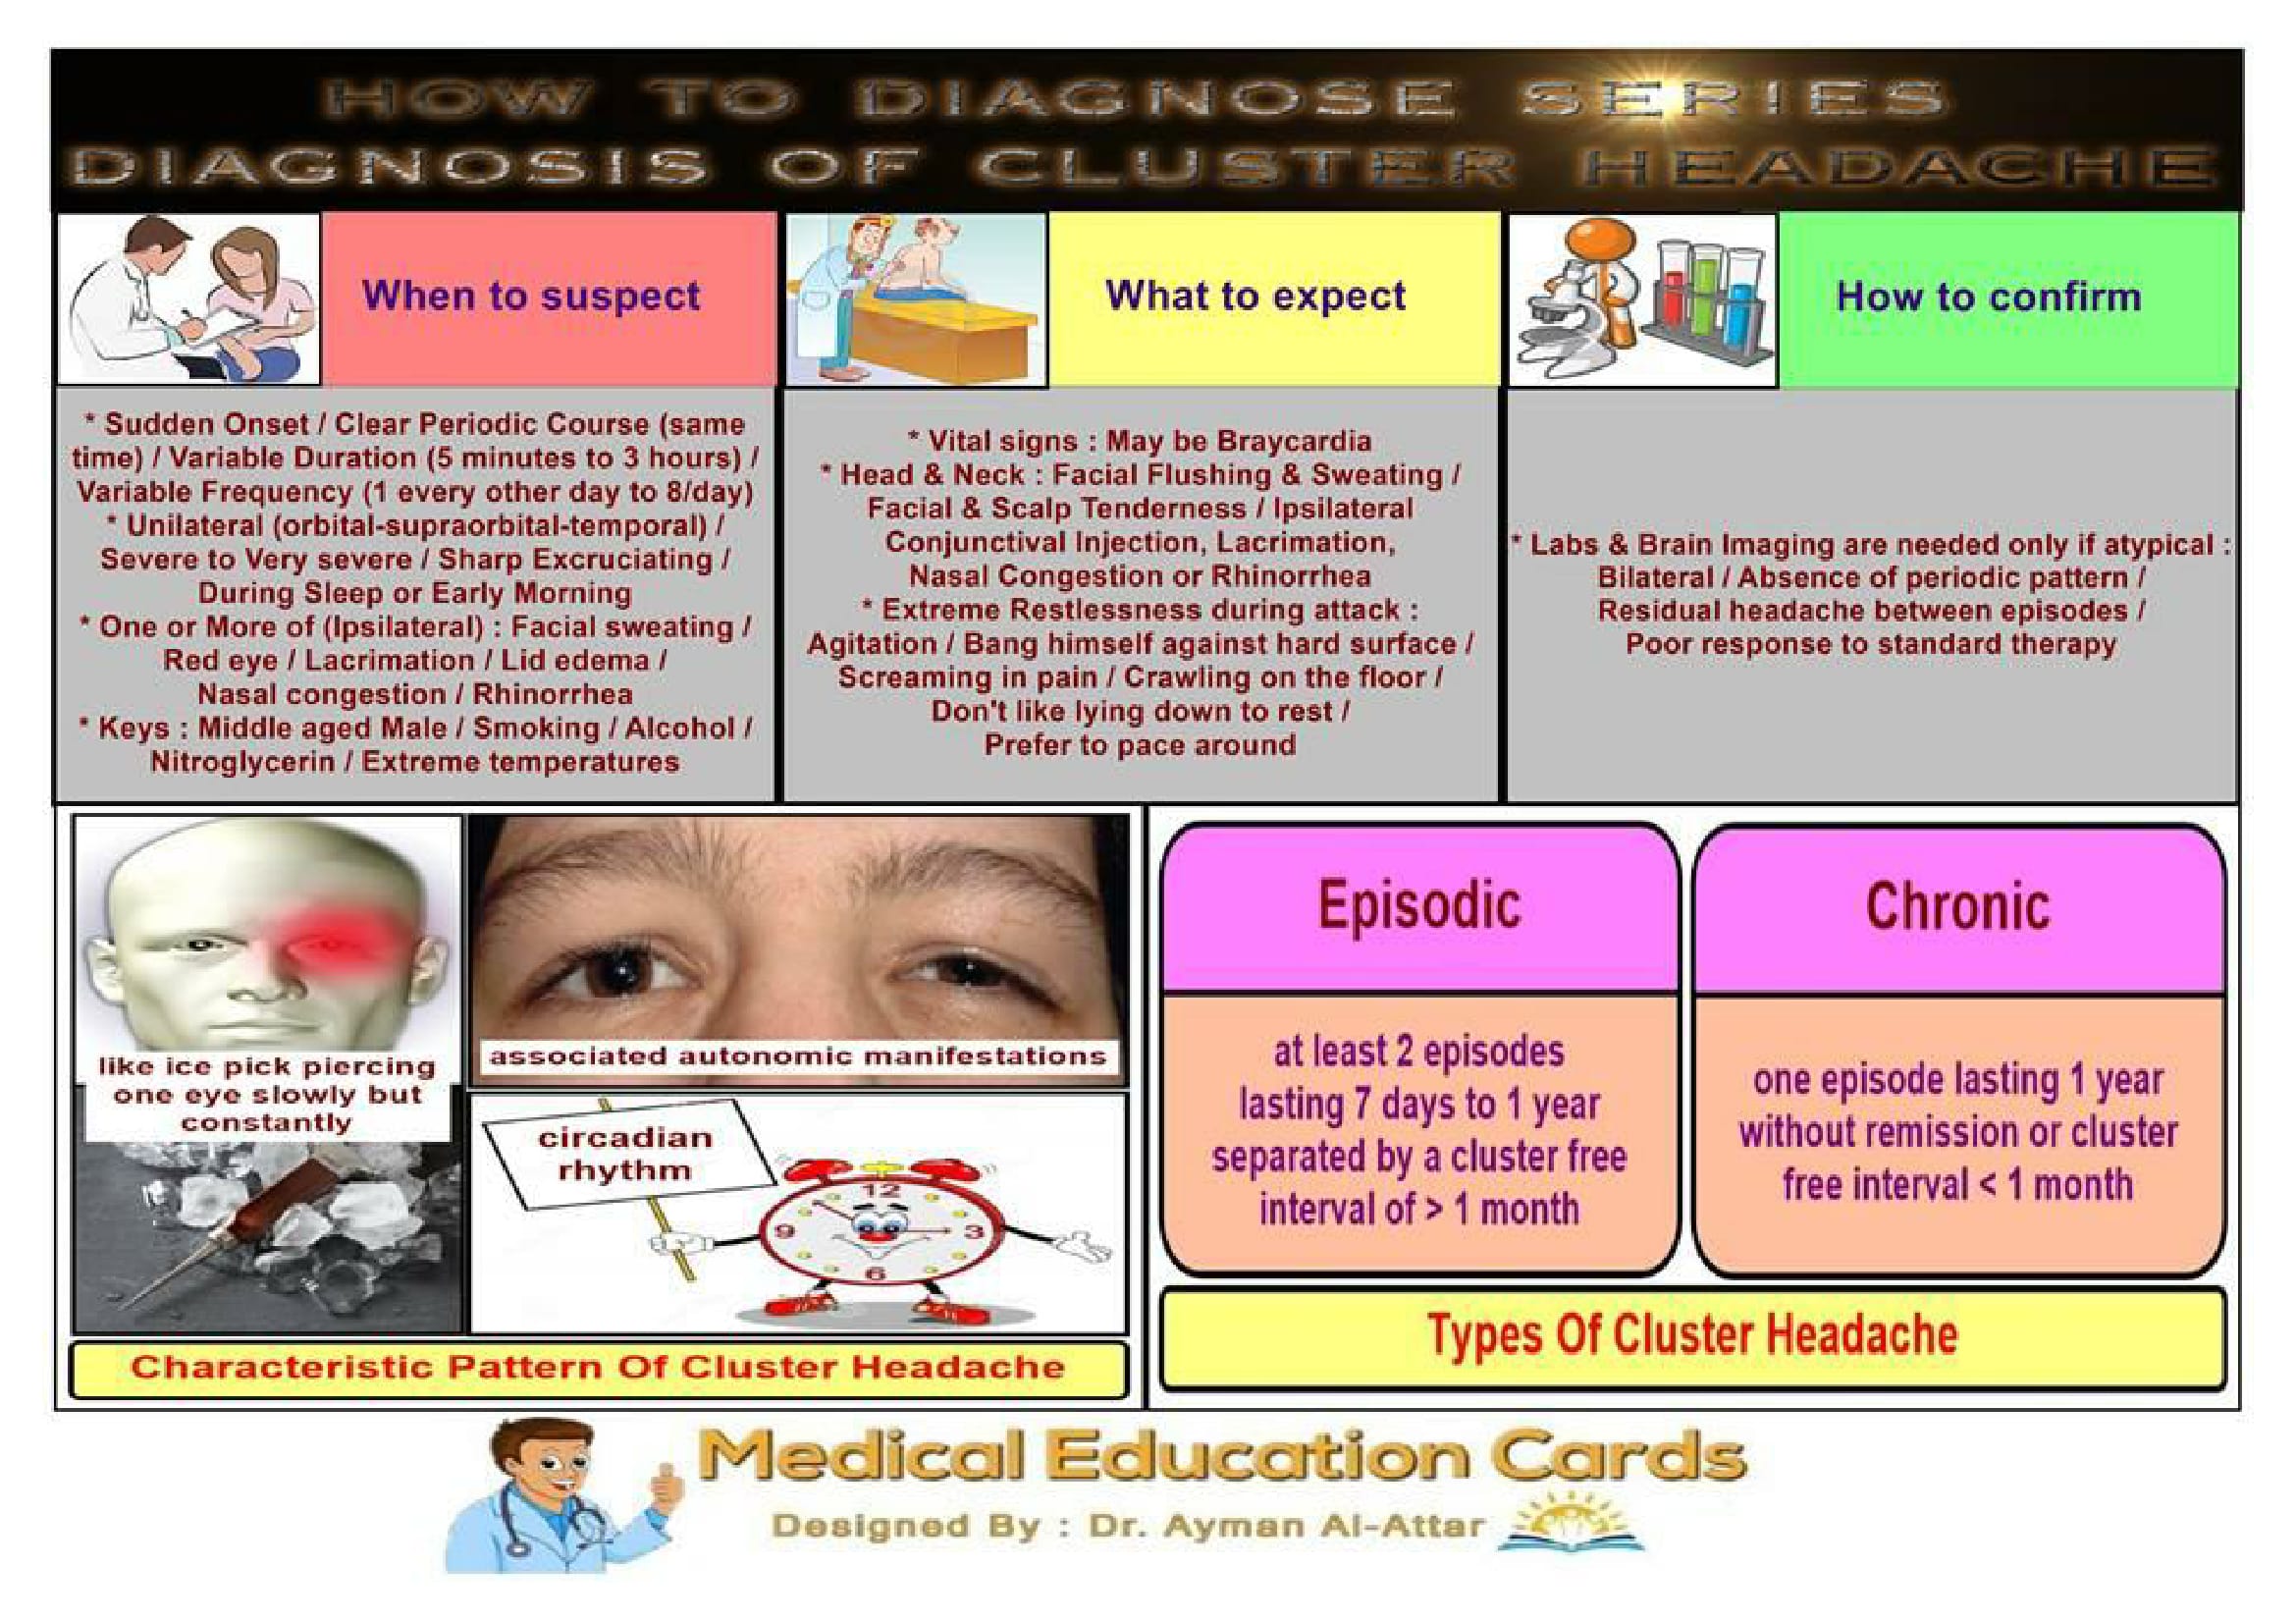 HOW TO DIAGNOSE SERIES
DIAGNOSIS OF CLUSTER HEADACHE
When to suspect
* Sudden Onset / Clear Periodic Course (same
time) / Variable Duration (5 minutes to 3 hours) /
Variable Frequency (1 every other day to 8/day)
* Unilateral (orbital-supraorbital-temporal) /
Severe to Very severe / Sharp Excruciating /
During Sleep or Early Morning
* One or More of (Ipsilateral) : Facial sweating /
Red eye / Lacrimation / Lid edema /
Nasal congestion / Rhinorrhea
* Keys : Middle aged Male / Smoking / Alcohol /
Nitroglycerin / Extreme temperatures
What to expect
* Vital signs : May be Braycardia
* Head & Neck : Facial Flushing & Sweating /
Facial & Scalp Tenderness / Ipsilateral
Conjunctival Injection, Lacrimation,
Nasal Congestion or Rhinorrhea
* Extreme Restlessness during attack :
Agitation / Bang himself against hard surface /
Screaming in pain / Crawling on the floor /
Don't like lying down to rest /
Prefer to pace around
How to confirm
* Labs & Brain Imaging are needed only if atypical :
Bilateral / Absence of periodic pattern /
Residual headache between episodes /
Poor response to standard therapy
like ice pick piercing
one eye slowly but
constantly
associated autonomic manifestations
circadian
rhythm
12
9
3
6
Characteristic Pattern Of Cluster Headache
Episodic
at least 2 episodes
lasting 7 days to 1 year
separated by a cluster free
interval of > 1 month
Chronic
one episode lasting 1 year
without remission or cluster
free interval < 1 month
Types Of Cluster Headache
Medical Education Cards
Designed By : Dr. Ayman Al-Attar